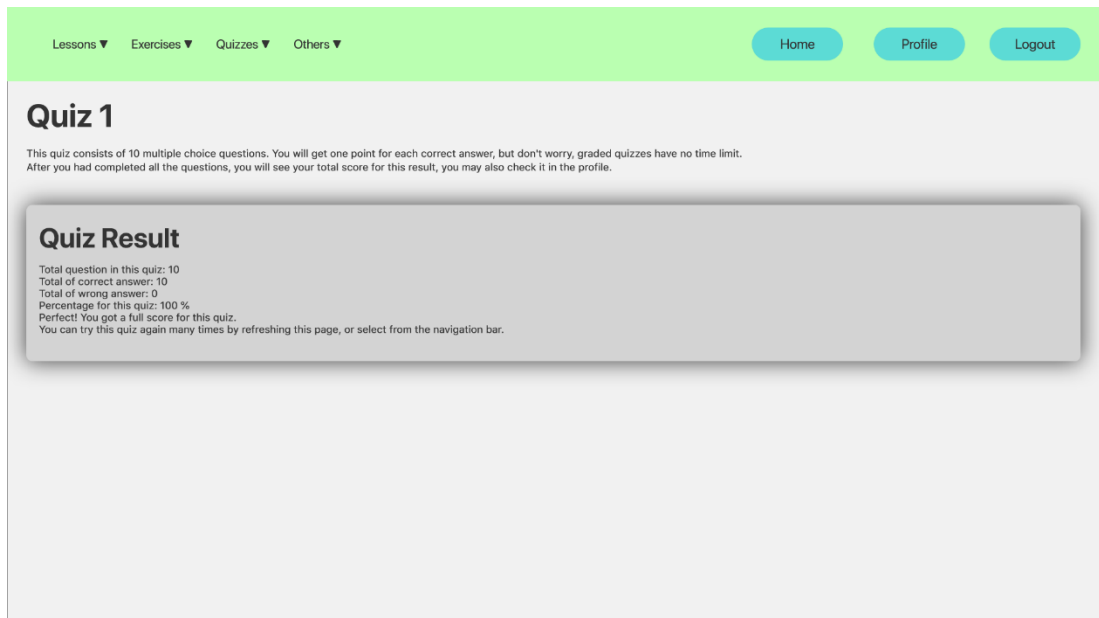 Lessons ▼ Exercises ▼ Quizzes ▼ Others ▼ Home Profile Logout
Quiz 1
This quiz consists of 10 multiple choice questions. You will get one point for each correct answer, but don't worry, graded quizzes have no time limit.
After you had completed all the questions, you will see your total score for this result, you may also check it in the profile.
Quiz Result
Total question in this quiz: 10
Total of correct answer: 10
Total of wrong answer: 0
Percentage for this quiz: 100 %
Perfect! You got a full score for this quiz.
You can try this quiz again many times by refreshing this page, or select from the navigation bar.